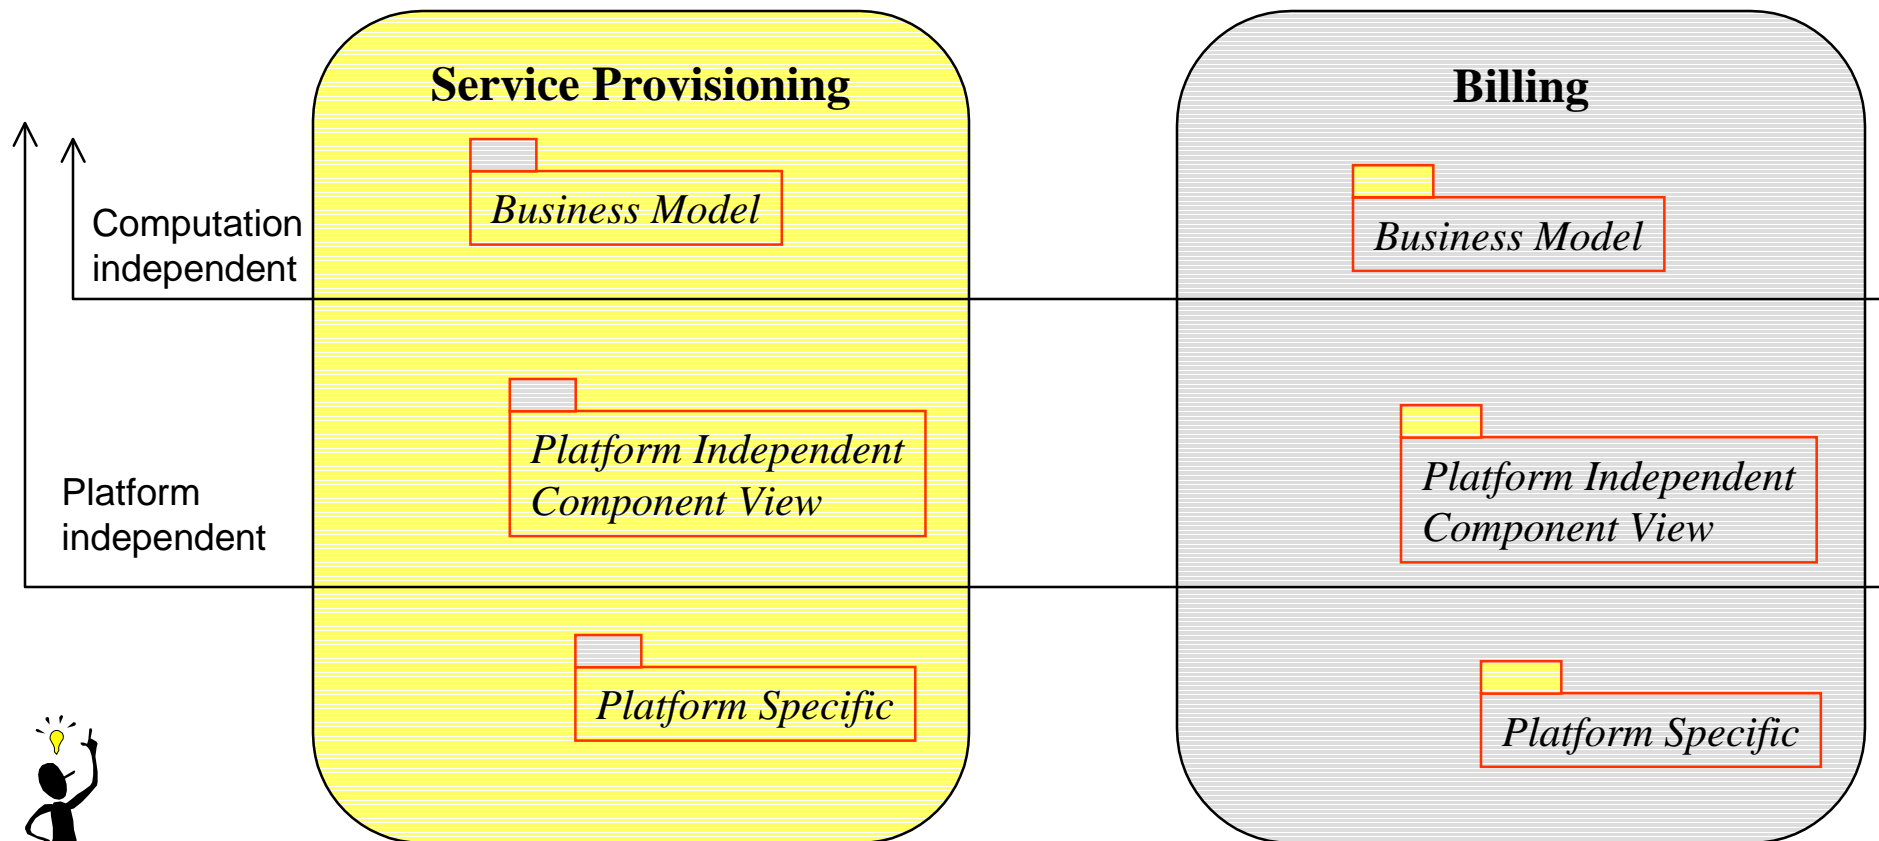 Service Provisioning
Billing
Business Model
Business Model
Computation
independent
Platform Independent
Component View
Platform Independent
Component View
Platform
independent
Platform Specific
Platform Specific